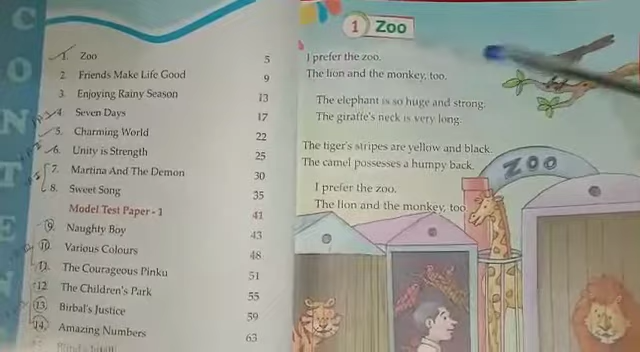 CONTE
1. Zoo 5
2. Friends Make Life Good 9
3. Enjoying Rainy Season 13
4. Seven Days 17
5. Charming World 22
6. Unity is Strength 25
7. Martina And The Demon 30
8. Sweet Song 35
Model Test Paper - 1 41
9. Naughty Boy 43
10. Various Colours 48
11. The Courageous Pinku 51
12. The Children's Park 55
13. Birbal's Justice 59
14. Amazing Numbers 63
1 Zoo
I prefer the zoo.
The lion and the monkey, too.
The elephant is so huge and strong.
The giraffe's neck is very long.
The tiger's stripes are yellow and black.
The camel possesses a humpy back.
I prefer the zoo.
The lion and the monkey, too
ZOO